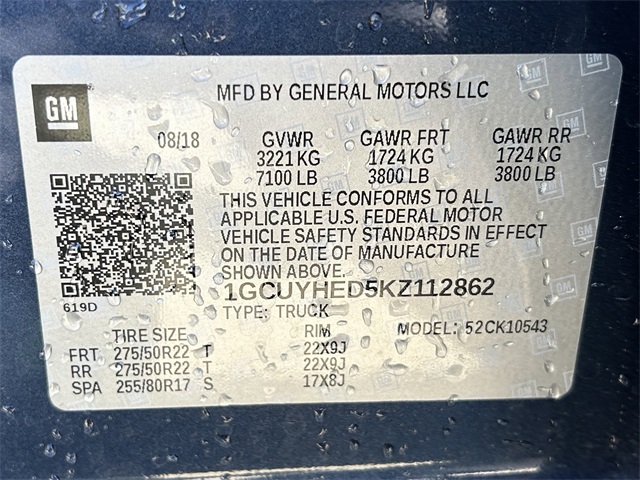 GM
MFD BY GENERAL MOTORS LLC
08/18 GVWR GAWR FRT GAWR RR
3221 KG 1724 KG 1724 KG
7100 LB 3800 LB 3800 LB
THIS VEHICLE CONFORMS TO ALL
APPLICABLE U.S. FEDERAL MOTOR
VEHICLE SAFETY STANDARDS IN EFFECT
ON THE DATE OF MANUFACTURE
SHOWN ABOVE.
1GCUYHED5KZ112862
619D
TYPE: TRUCK MODEL: 52CK10543
TIRE SIZE RIM
FRT 275/50R22 T 22X9J
RR 275/50R22 T 22X9J
SPA 255/80R17 S 17X8J